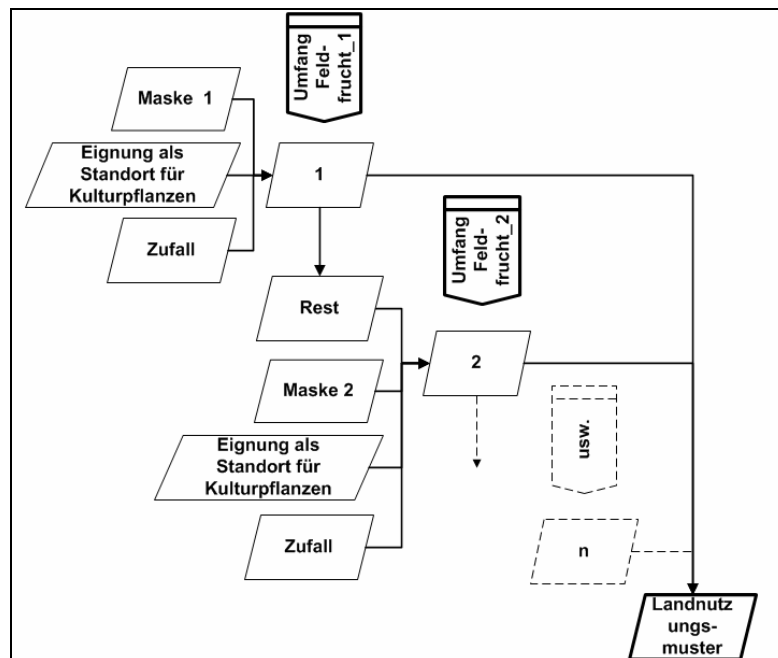 Umfang
Feld-
frucht_1
Maske 1
Eignung als
Standort für
Kulturpflanzen
1
Zufall
Umfang
Feld-
frucht_2
Rest
2
Maske 2
Eignung als
Standort für
Kulturpflanzen
usw.
Zufall
n
Landnutz
ungs-
muster